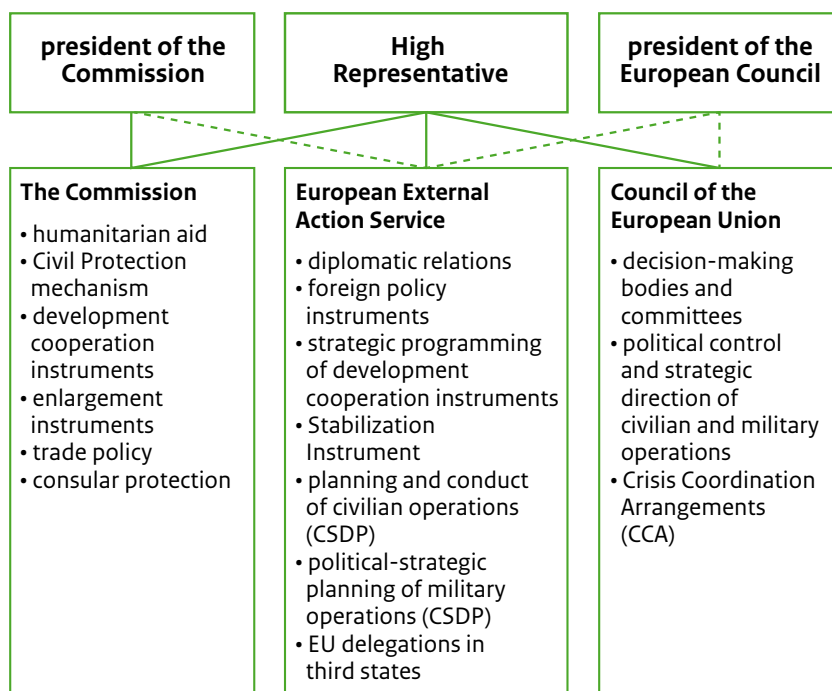 president of the
Commission
High
Representative
president of the
European Council
The Commission
• humanitarian aid
• Civil Protection
mechanism
• development
cooperation
instruments
• enlargement
instruments
• trade policy
• consular protection
European External
Action Service
• diplomatic relations
• foreign policy
instruments
• strategic programming
of development
cooperation instruments
• Stabilization
Instrument
• planning and conduct
of civilian operations
(CSDP)
• political-strategic
planning of military
operations (CSDP)
• EU delegations in
third states
Council of the
European Union
• decision-making
bodies and
committees
• political control
and strategic
direction of
civilian and military
operations
• Crisis Coordination
Arrangements
(CCA)